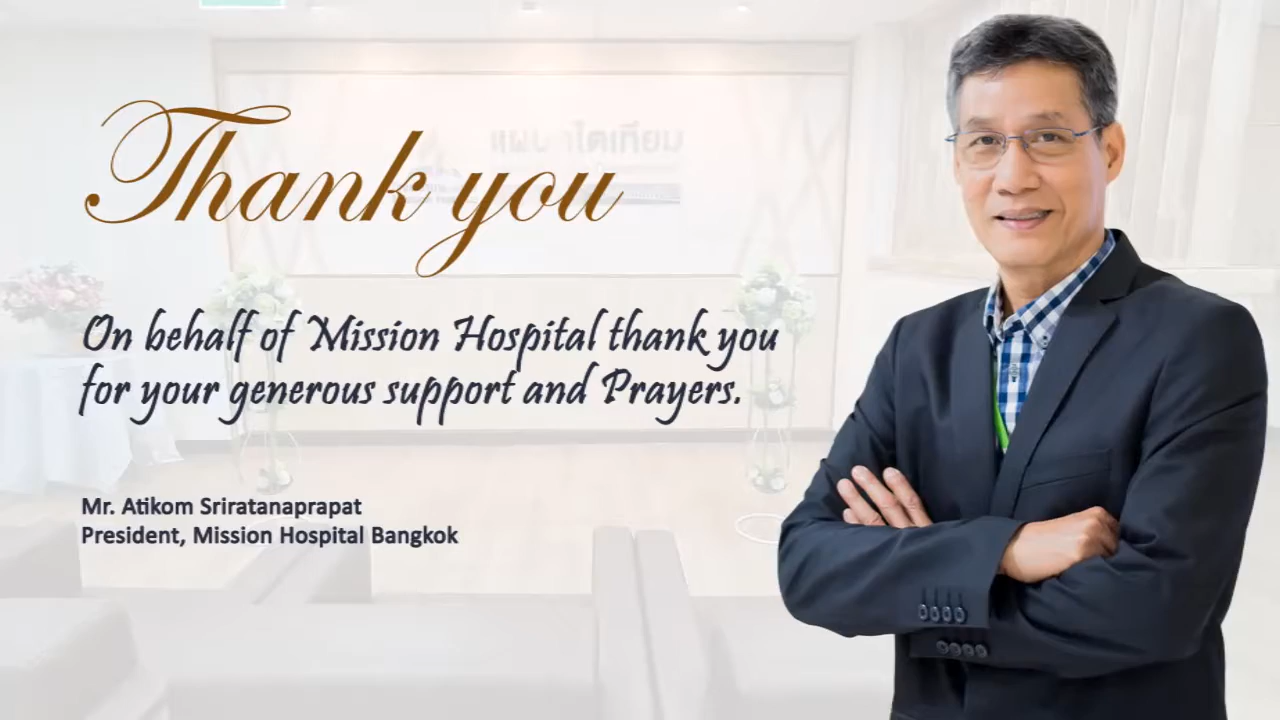 Thank you
On behalf of Mission Hospital thank you
for your generous support and Prayers.
Mr. Atikom Sriratanaprapat
President, Mission Hospital Bangkok